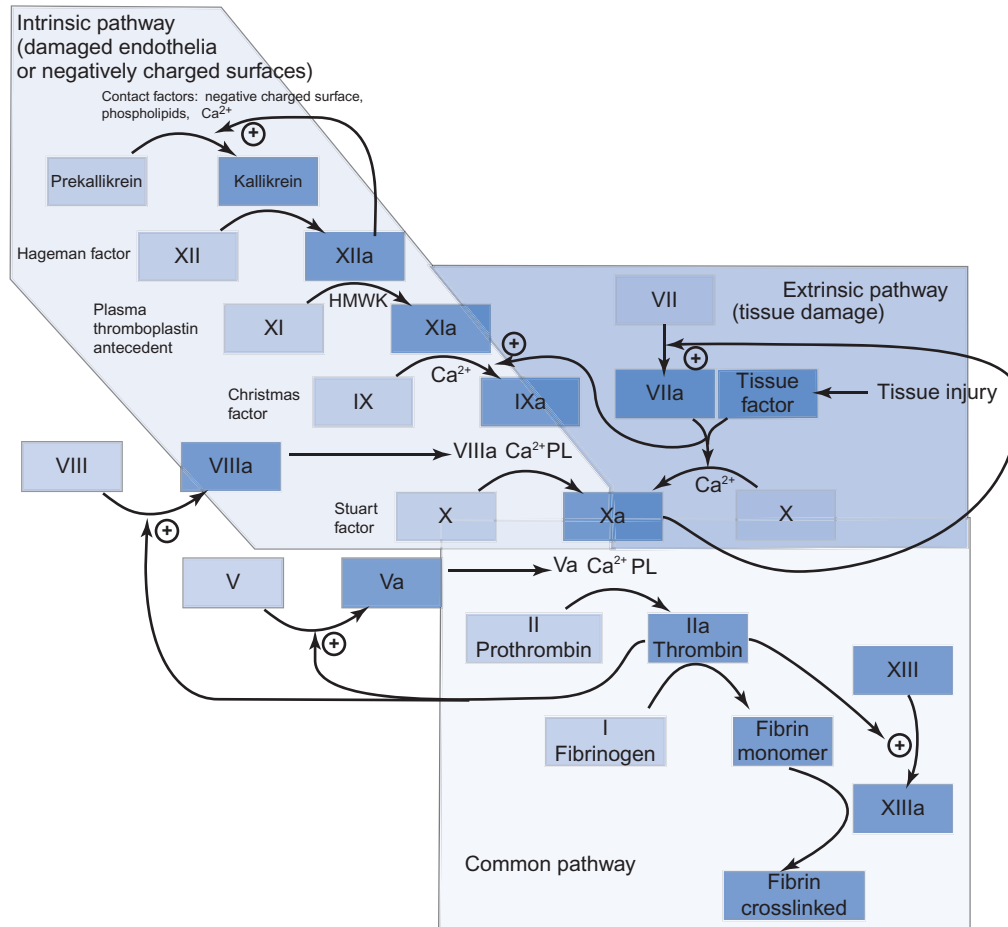 Intrinsic pathway
(damaged endothelia
or negatively charged surfaces)
Contact factors: negative charged surface,
phospholipids, Ca²⁺
+
Prekallikrein
Kallikrein
Hageman factor
XII
XIIa
HMWK
Plasma
thromboplastin
antecedent
XI
XIa
+
Ca²⁺
Christmas
factor
IX
IXa
Extrinsic pathway
(tissue damage)
VII
+
VIIa
Tissue
factor
Tissue injury
Ca²⁺
VIII
VIIIa
VIIIa Ca²⁺PL
+
Stuart
factor
X
Xa
X
V
Va
Va Ca²⁺ PL
+
II
Prothrombin
IIa
Thrombin
XIII
+
I
Fibrinogen
Fibrin
monomer
XIIIa
Common pathway
Fibrin
crosslinked